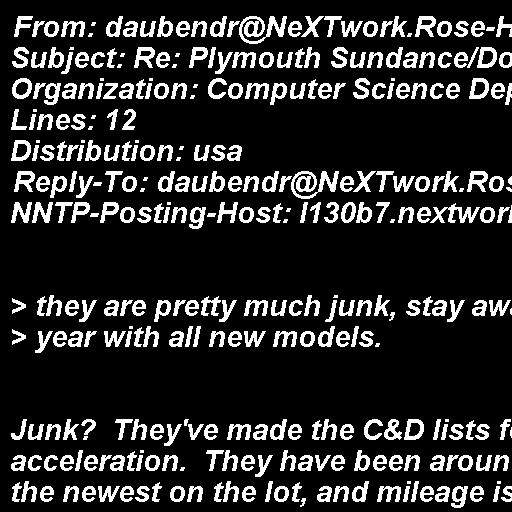 From: daubendr@NeXTwork.Rose-H
Subject: Re: Plymouth Sundance/Do
Organization: Computer Science Dep
Lines: 12
Distribution: usa
Reply-To: daubendr@NeXTwork.Ros
NNTP-Posting-Host: l130b7.nextwor
> they are pretty much junk, stay awa
> year with all new models.
Junk?  They've made the C&D lists f
acceleration.  They have been aroun
the newest on the lot, and mileage is